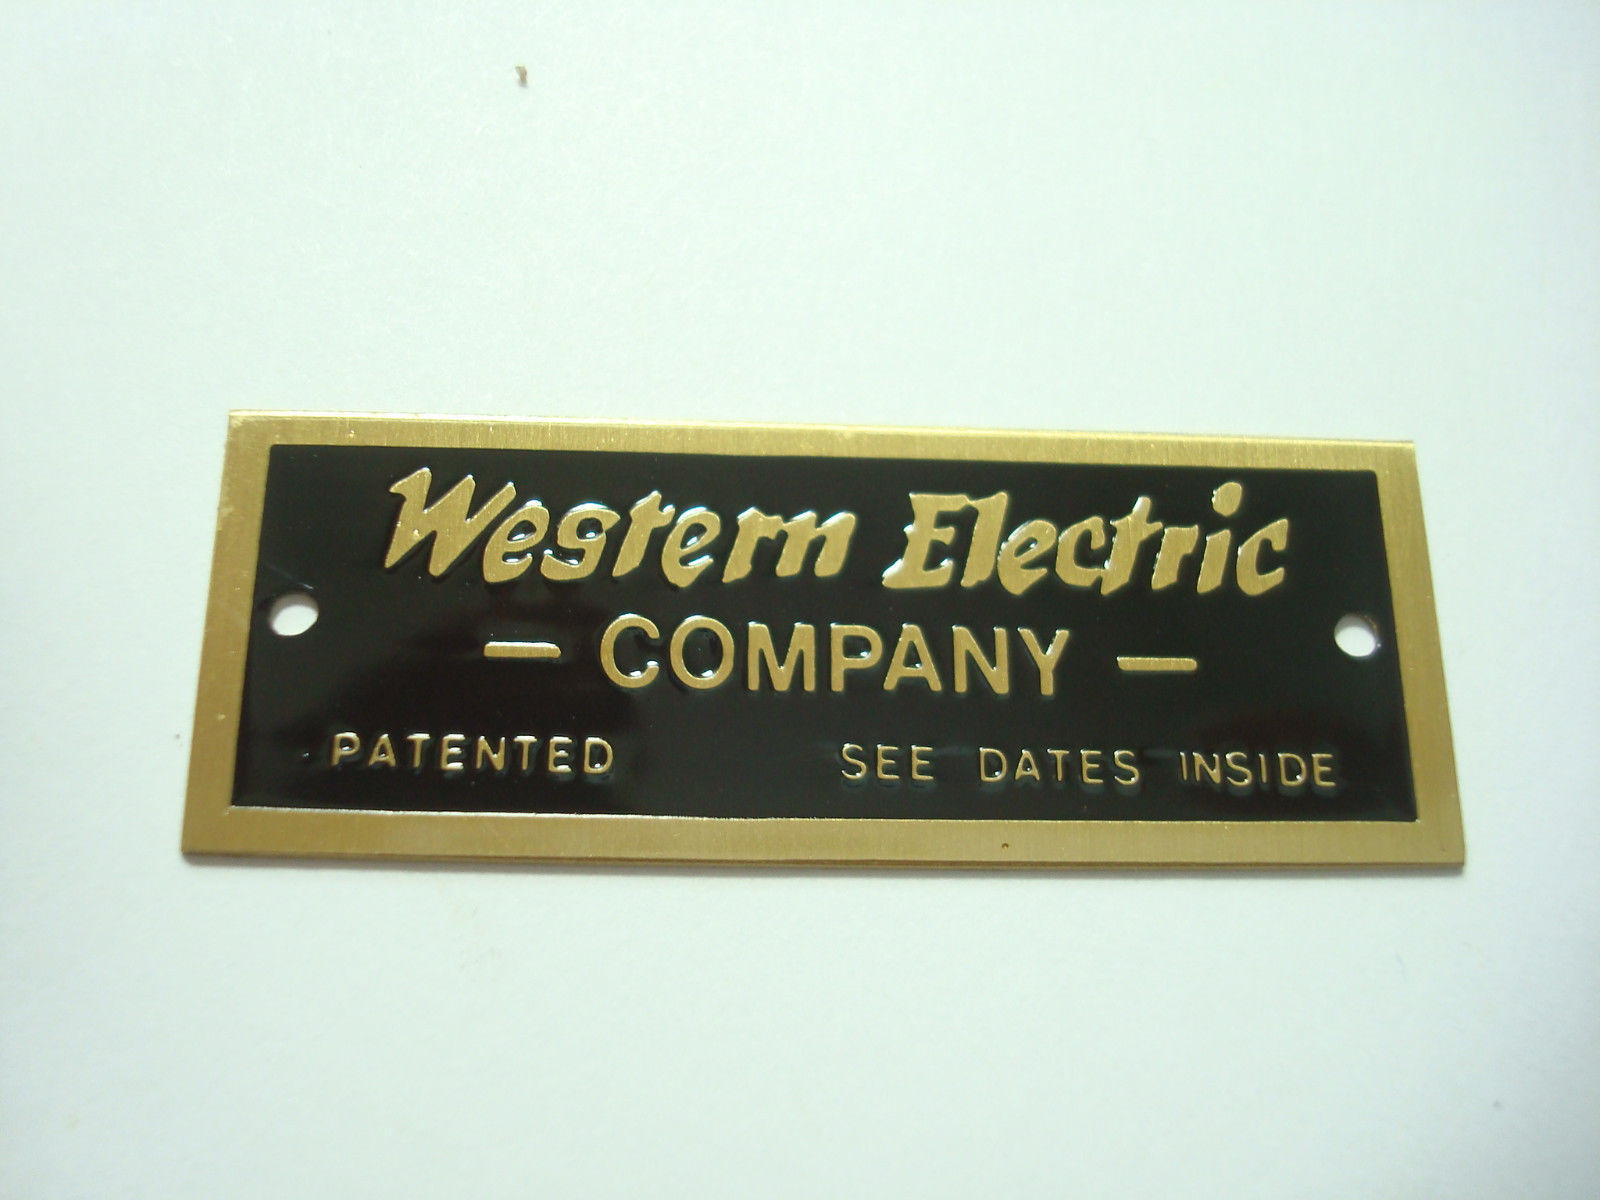 Western Electric
— COMPANY —
PATENTED SEE DATES INSIDE